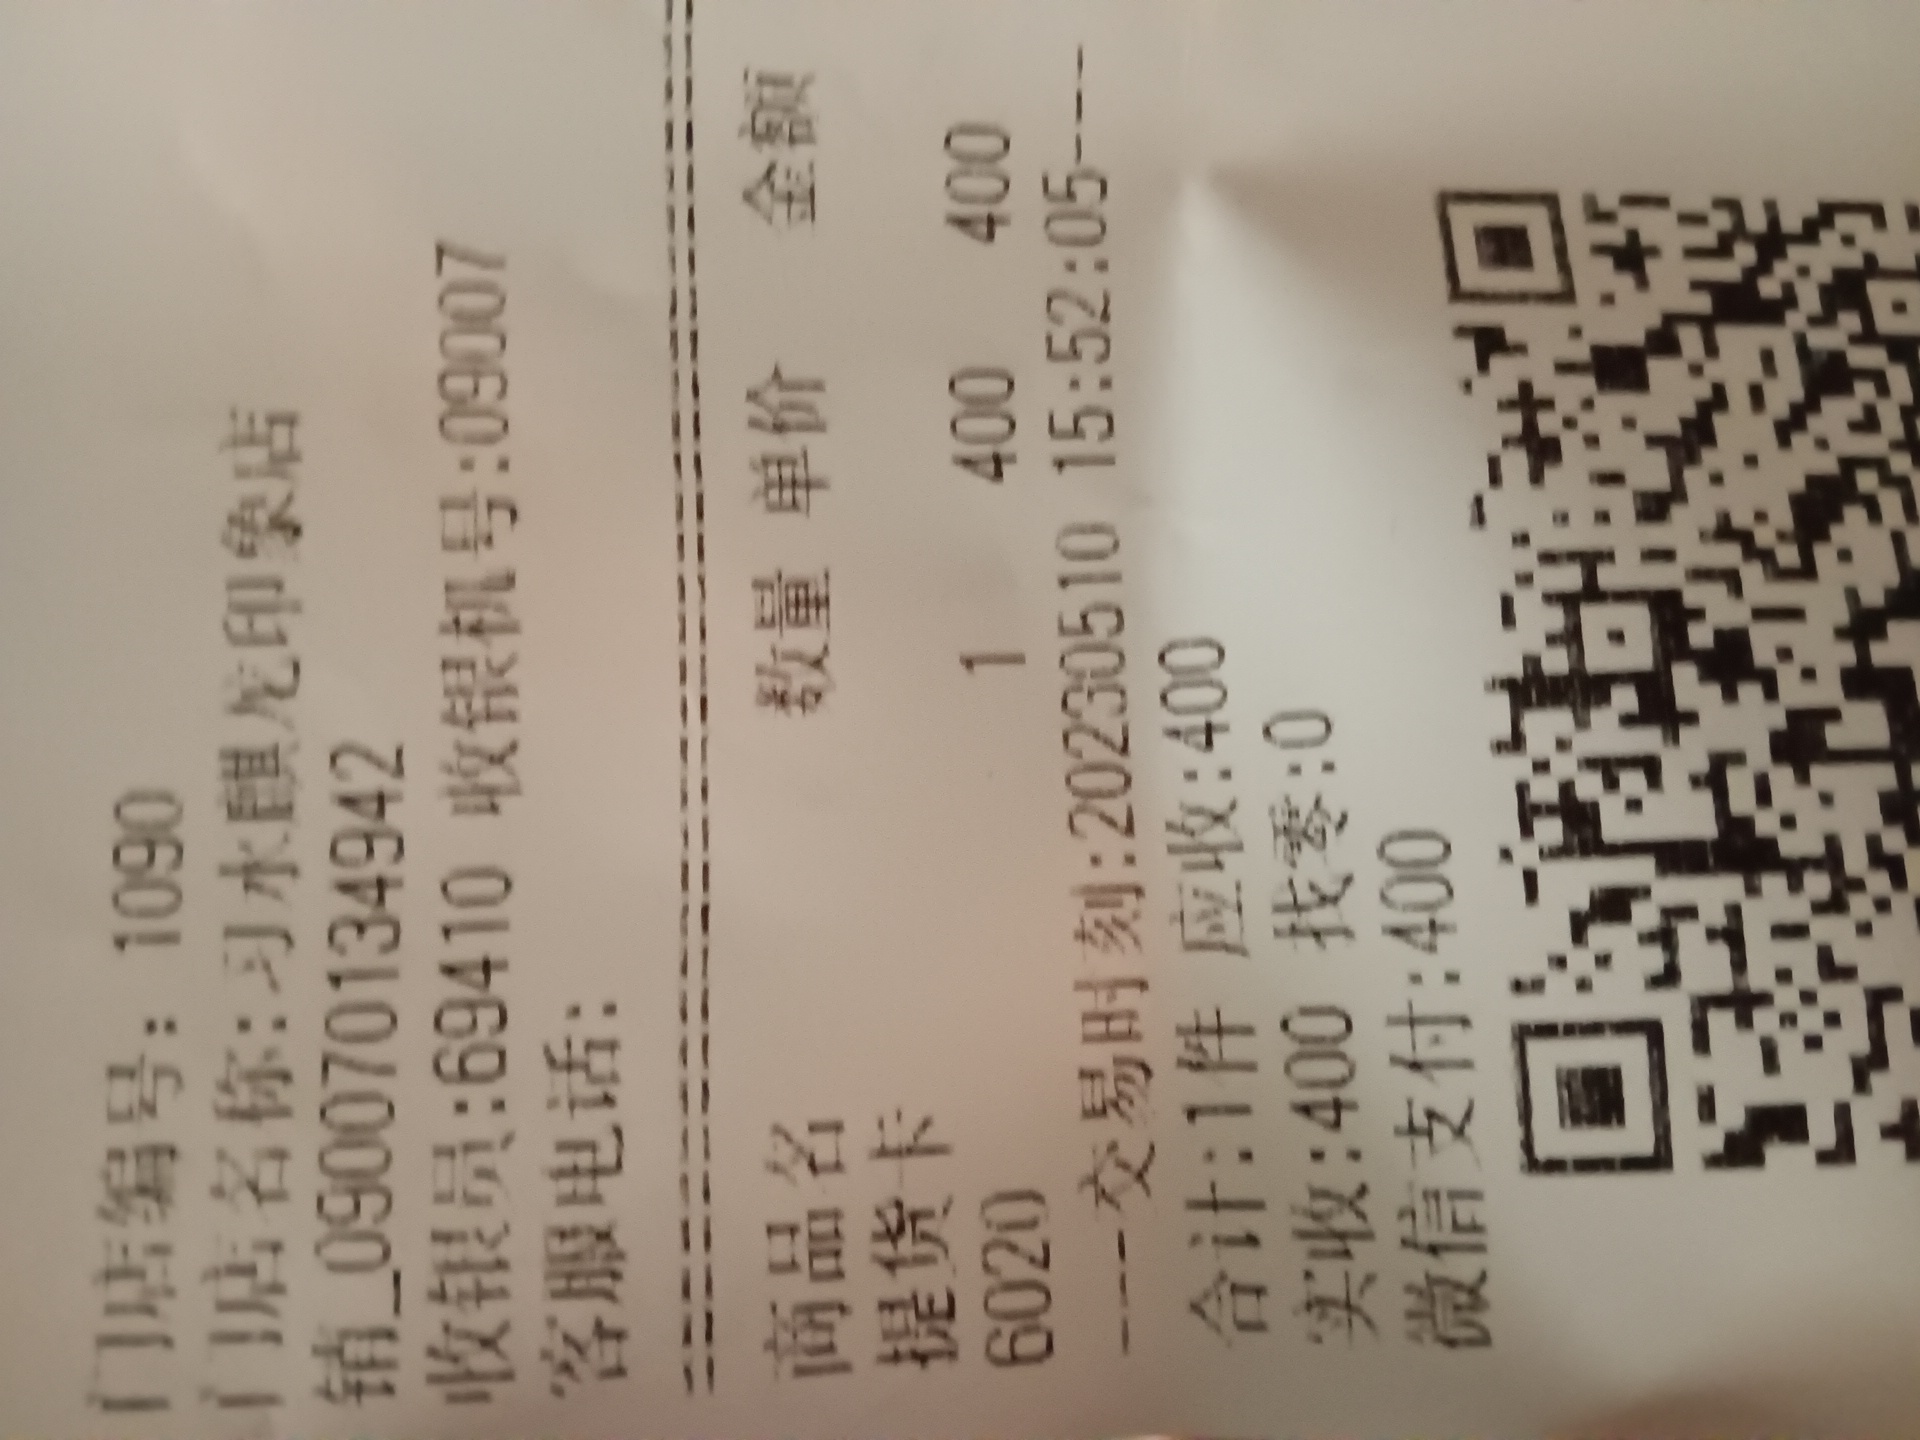 门店编号: 1090
门店名称:习水麒龙印象店
销_090070134942
收银员:69410 收银机号:09007
客服电话:
商品名 数量 单价 金额
提货卡
6020 1 400 400
----交易时刻:20230510 15:52:05----
合计:1件 应收:400
实收:400 找零:0
微信支付:400